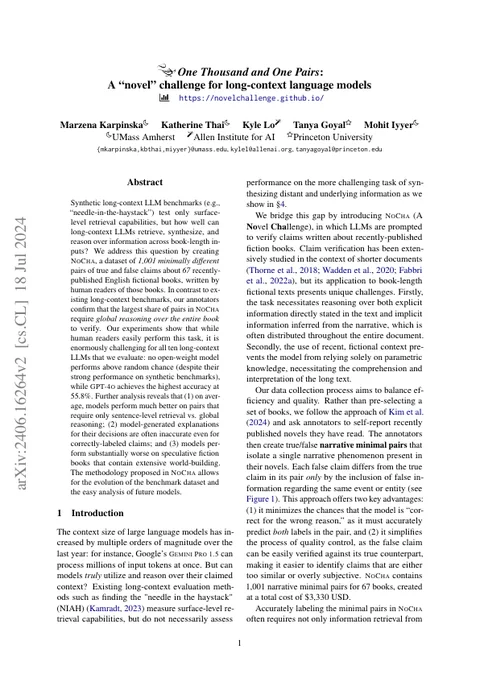 One Thousand and One Pairs:
A “novel” challenge for long-context language models
https://novelchallenge.github.io/
Marzena Karpinska Katherine Thai Kyle Lo Tanya Goyal Mohit Iyyer
UMass Amherst Allen Institute for AI Princeton University
{mkarpinska,kbthai,miyyer}@umass.edu, kylel@allenai.org, tanyagoyal@princeton.edu
arXiv:2406.16264v2 [cs.CL] 18 Jul 2024
Abstract
Synthetic long-context LLM benchmarks (e.g.,
“needle-in-the-haystack”) test only surface-
level retrieval capabilities, but how well can
long-context LLMs retrieve, synthesize, and
reason over information across book-length in-
puts? We address this question by creating
NOCHA, a dataset of 1,003 minimally different
pairs of true and false claims about 67 recently-
published English fictional books, written by
human readers of those books. In contrast to ex-
isting long-context benchmarks, our annotators
confirm that the largest share of pairs in NOCHA
require global reasoning over the entire book
to verify. Our experiments show that while
human readers easily perform this task, it is
enormously challenging for all ten long-context
LLMs that we evaluate: no open-weight model
performs above random chance (despite their
strong performance on synthetic benchmarks),
while GPT-4o achieves the highest accuracy at
55.8%. Further analysis reveals that (1) on av-
erage, models perform much better on pairs that
require only sentence-level retrieval vs. global
reasoning; (2) model-generated explanations
for their decisions are often inaccurate even for
correctly-labeled claims; and (3) models per-
form substantially worse on speculative fiction
books that contain extensive world-building.
The methodology proposed in NOCHA allows
for the evolution of the benchmark dataset and
the easy analysis of future models.
1 Introduction
The context size of large language models has in-
creased by multiple orders of magnitude over the
last year: for instance, Google’s GEMINI PRO 1.5 can
process millions of input tokens at once. But can
models truly utilize and reason over their claimed
context? Existing long-context evaluation meth-
ods such as finding the "needle in the haystack"
(NIAH) (Kamradt, 2023) measure surface-level re-
trieval capabilities, but do not necessarily assess
performance on the more challenging task of syn-
thesizing distant and underlying information as we
show in §4.
We bridge this gap by introducing NOCHA (A
Novel Challenge), in which LLMs are prompted
to verify claims written about recently-published
fiction books. Claim verification has been exten-
sively studied in the context of shorter documents
(Thorne et al., 2018; Wadden et al., 2020; Fabbri
et al., 2022a), but its application to book-length
fictional texts presents unique challenges. Firstly,
the task necessitates reasoning over both explicit
information directly stated in the text and implicit
information inferred from the narrative, which is
often distributed throughout the entire document.
Secondly, the use of recent, fictional context pre-
vents the model from relying solely on parametric
knowledge, necessitating the comprehension and
interpretation of the long text.
Our data collection process aims to balance ef-
ficiency and quality. Rather than pre-selecting a
set of books, we follow the approach of Kim et al.
(2024) and ask annotators to self-report recently
published novels they have read. The annotators
then create true/false narrative minimal pairs that
isolate a single narrative phenomenon present in
their novels. Each false claim differs from the true
claim in its pair only by the inclusion of false in-
formation regarding the same event or entity (see
Figure 1). This approach offers two key advantages:
(1) it minimizes the chances that the model is “cor-
rect for the wrong reason,” as it must accurately
predict both labels in the pair, and (2) it simplifies
the process of quality control, as the false claim
can be easily verified against its true counterpart,
making it easier to identify claims that are either
too similar or overly subjective. NOCHA contains
1,001 narrative minimal pairs for 67 books, created
at a total cost of $3,330 USD.
Accurately labeling the minimal pairs in NOCHA
often requires not only information retrieval from
1